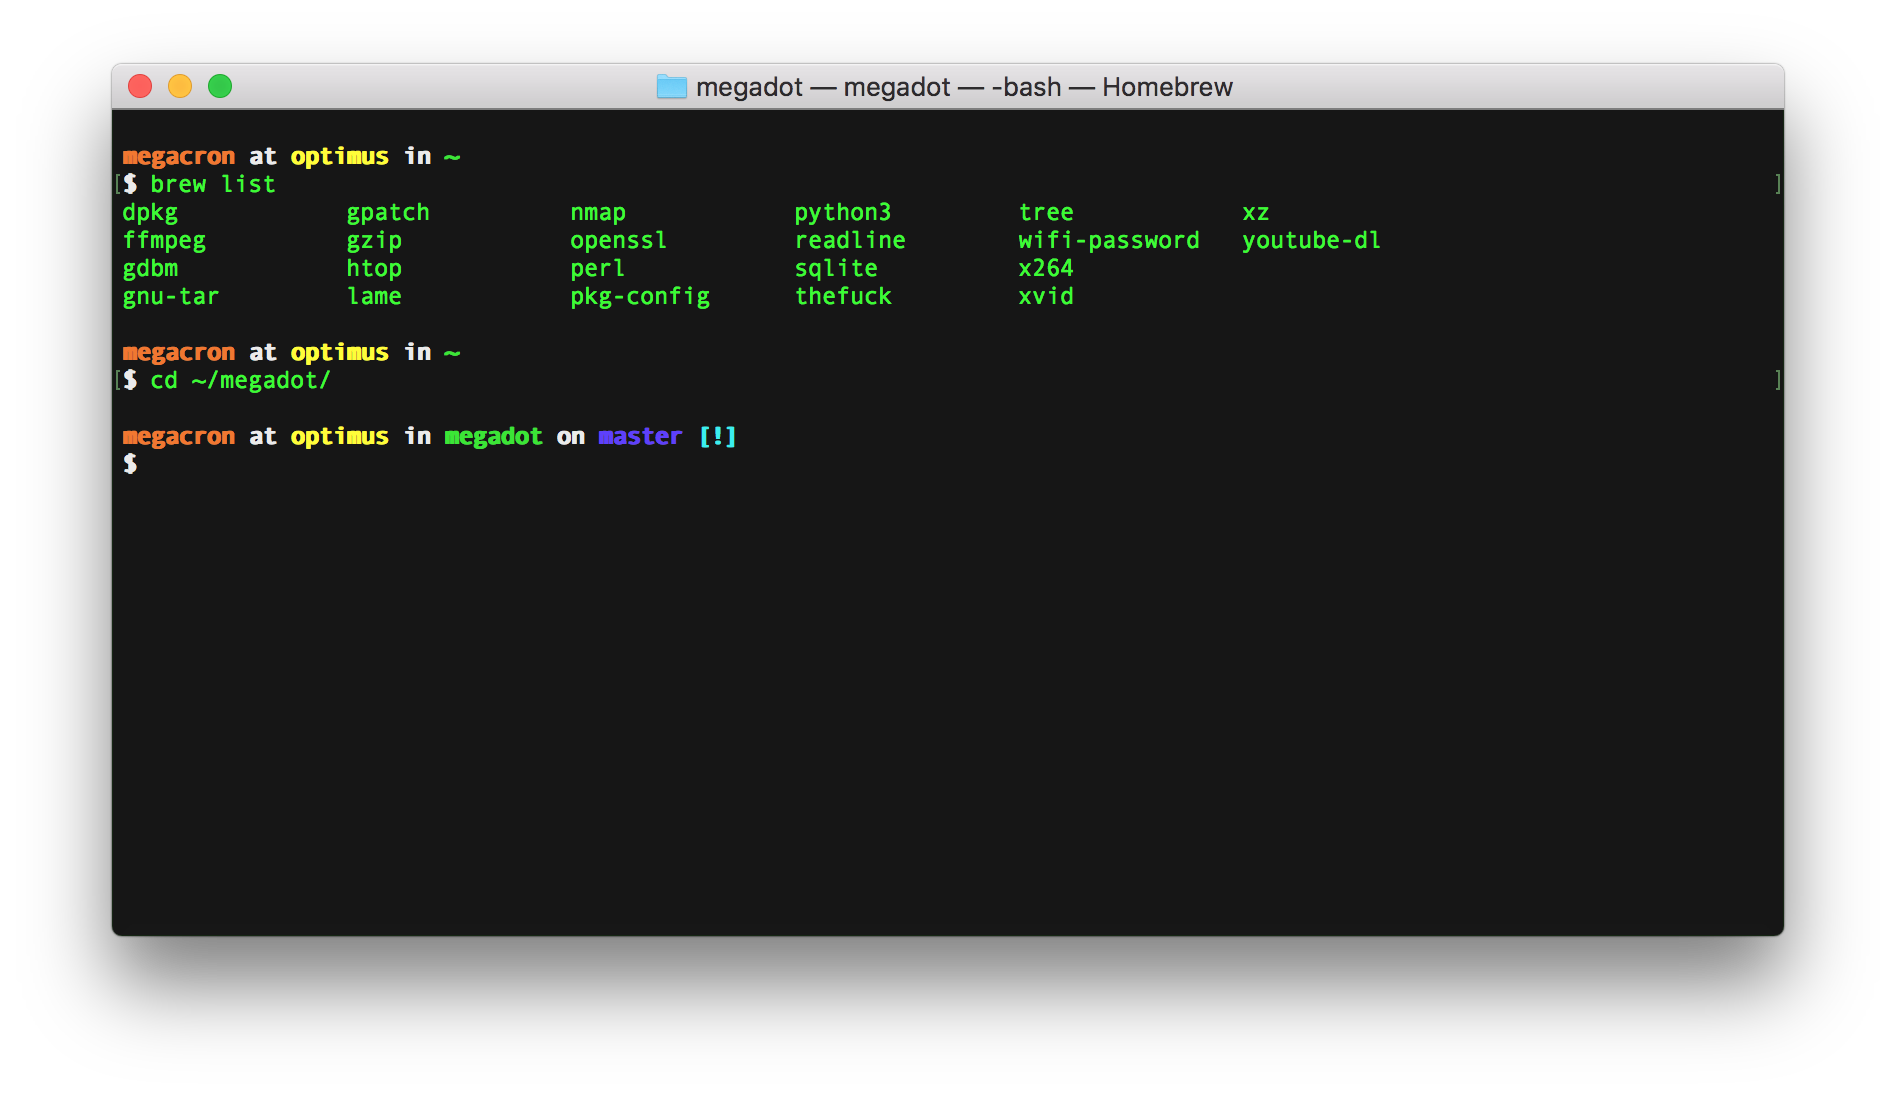 megadot — megadot — -bash — Homebrew
megacron at optimus in ~
[$ brew list ]
dpkg gpatch nmap python3 tree xz
ffmpeg gzip openssl readline wifi-password youtube-dl
gdbm htop perl sqlite x264
gnu-tar lame pkg-config thefuck xvid
megacron at optimus in ~
[$ cd ~/megadot/ ]
megacron at optimus in megadot on master [!]
$